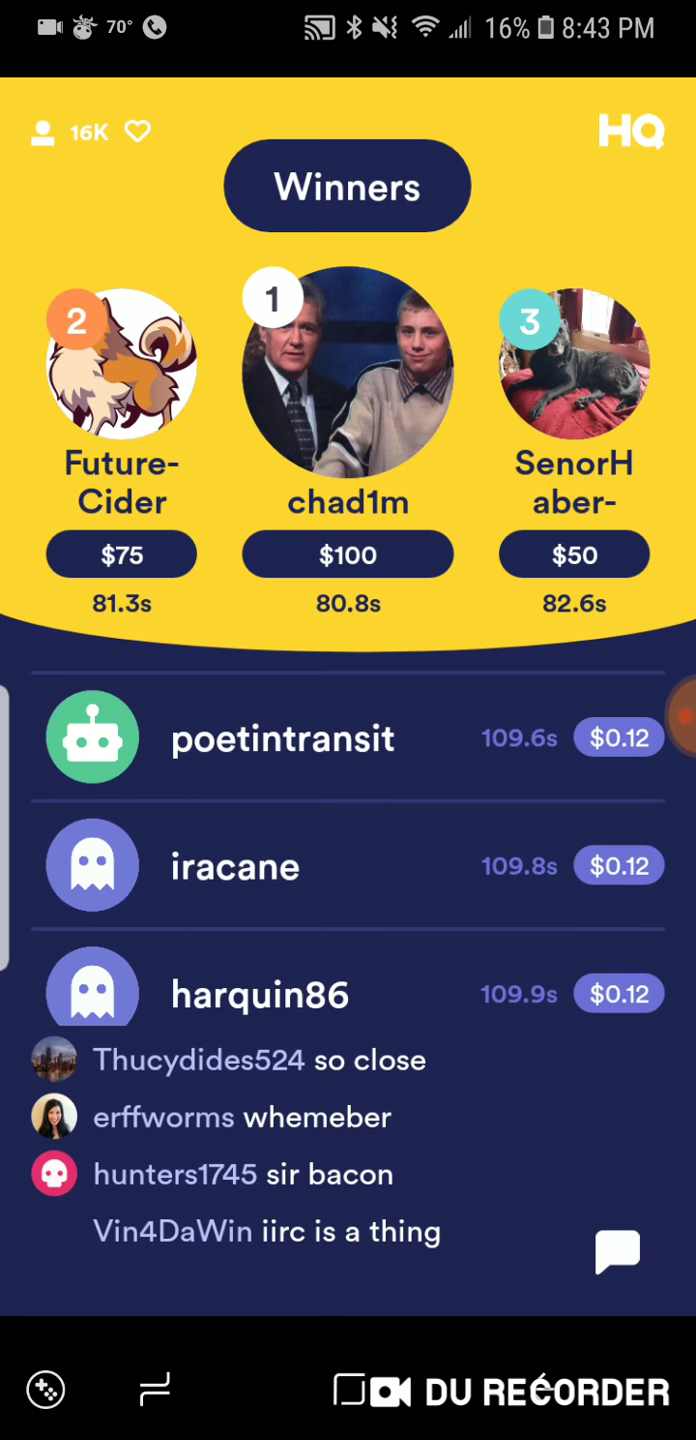 70° 16% 8:43 PM
16K HQ
Winners
2 1 3
Future-
Cider
chad1m
SenorH
aber-
$75 $100 $50
81.3s 80.8s 82.6s
poetintransit 109.6s $0.12
iracane 109.8s $0.12
harquin86 109.9s $0.12
Thucydides524 so close
erffworms whemeber
hunters1745 sir bacon
Vin4DaWin iirc is a thing
DU RECORDER